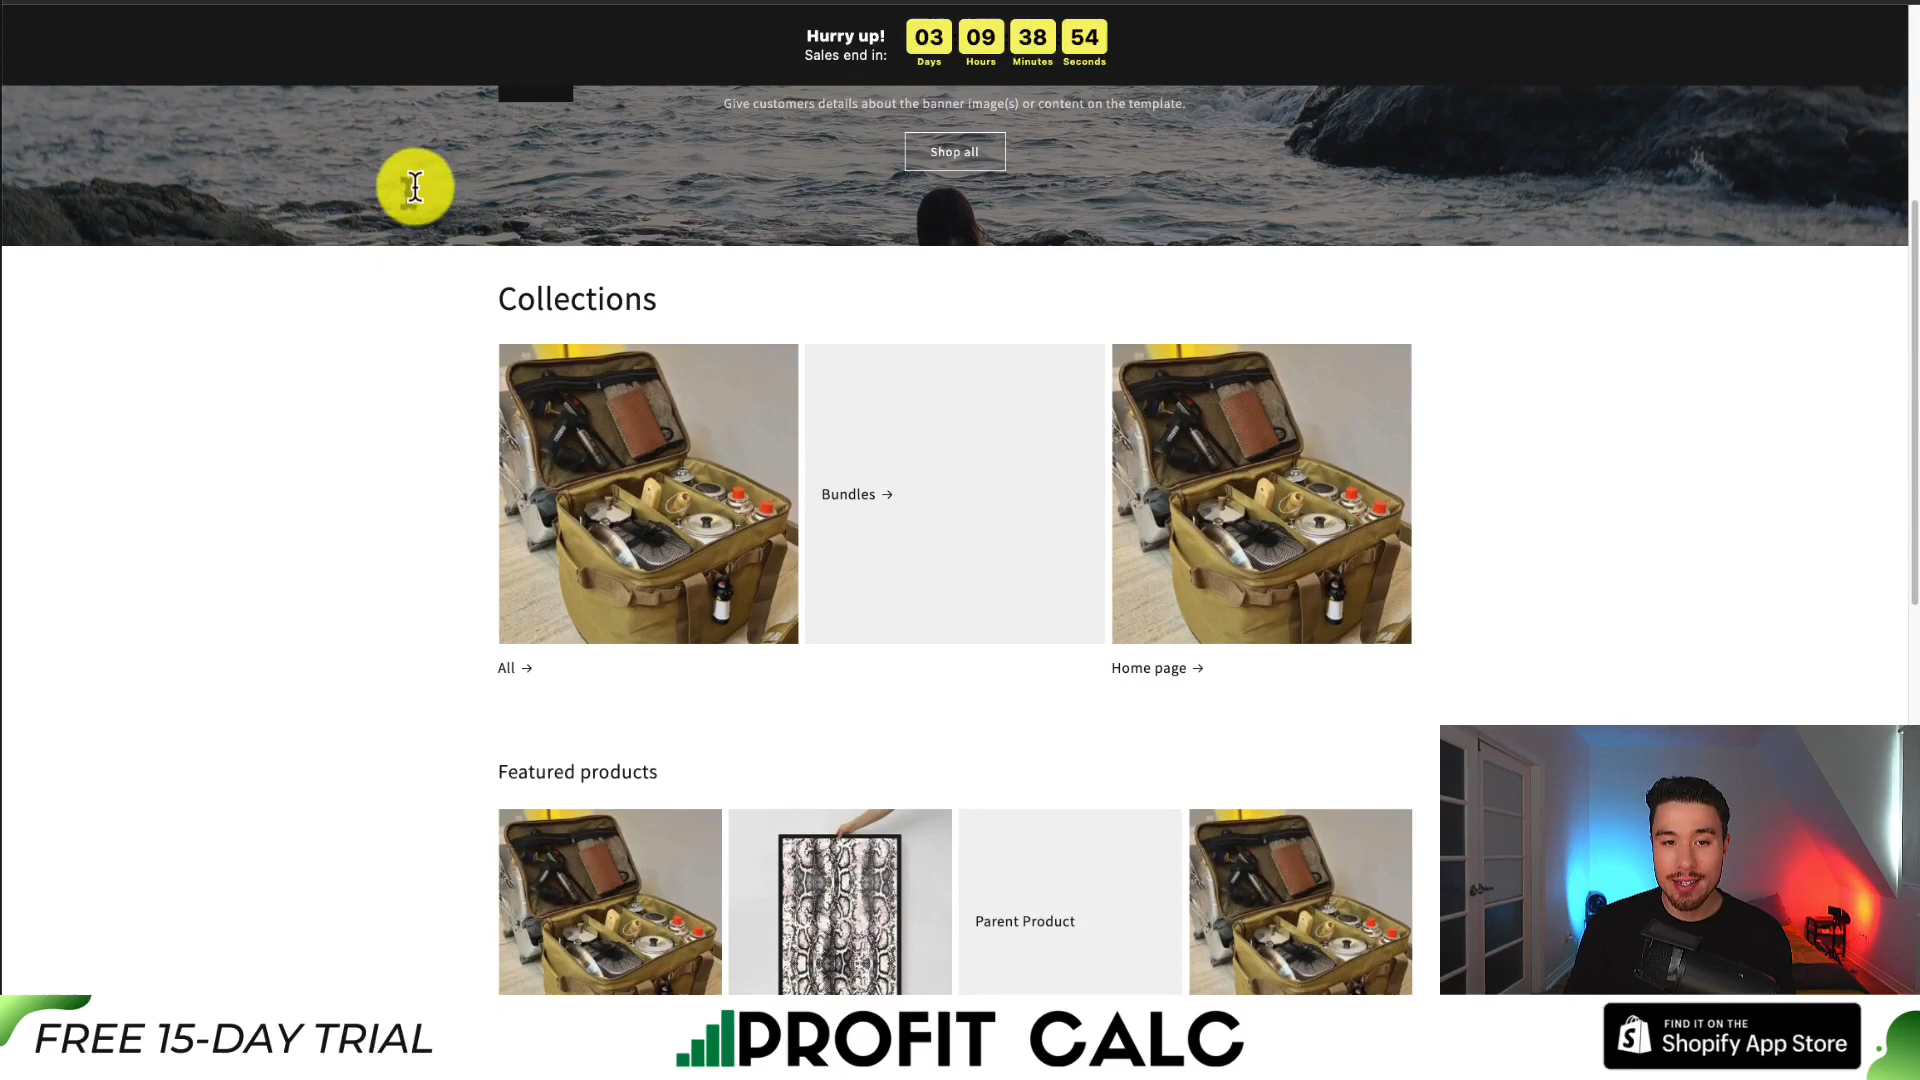 Hurry up!
Sales end in:
03 09 38 54
Days Hours Minutes Seconds
Give customers details about the banner image(s) or content on the template.
Shop all
Collections
Bundles →
All →
Home page →
Featured products
Parent Product
FREE 15-DAY TRIAL
PROFIT CALC
FIND IT ON THE
Shopify App Store